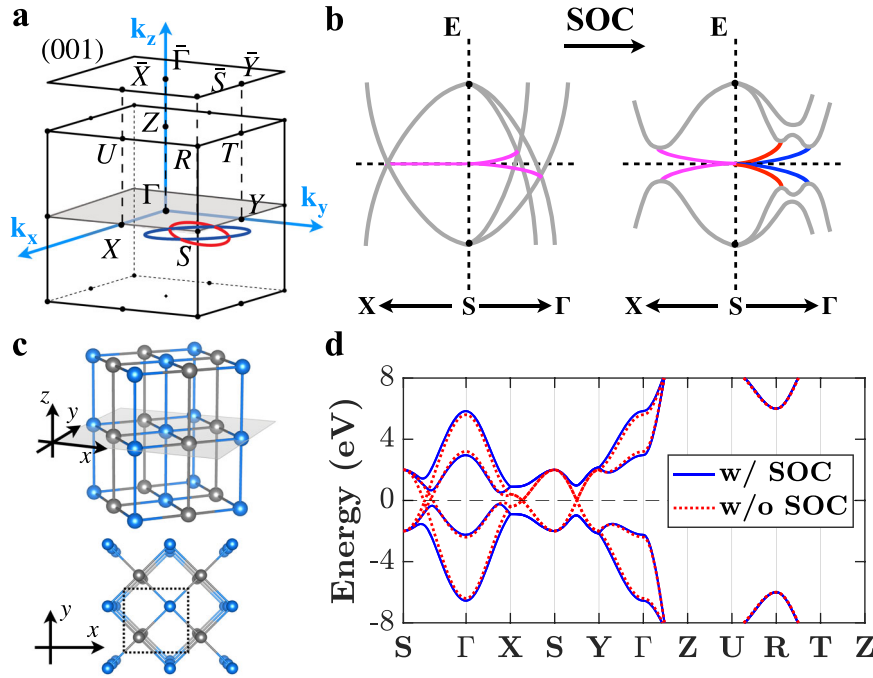 a
k_z
(001)
Γ̄
X̄
S̄
Ȳ
Z
U
R
T
Γ
Y
k_y
k_x
X
S
b
E
SOC
E
X
S
Γ
X
S
Γ
c
z
y
x
y
x
d
Energy (eV)
8
4
0
-4
-8
w/ SOC
w/o SOC
S Γ X S Y Γ Z U R T Z